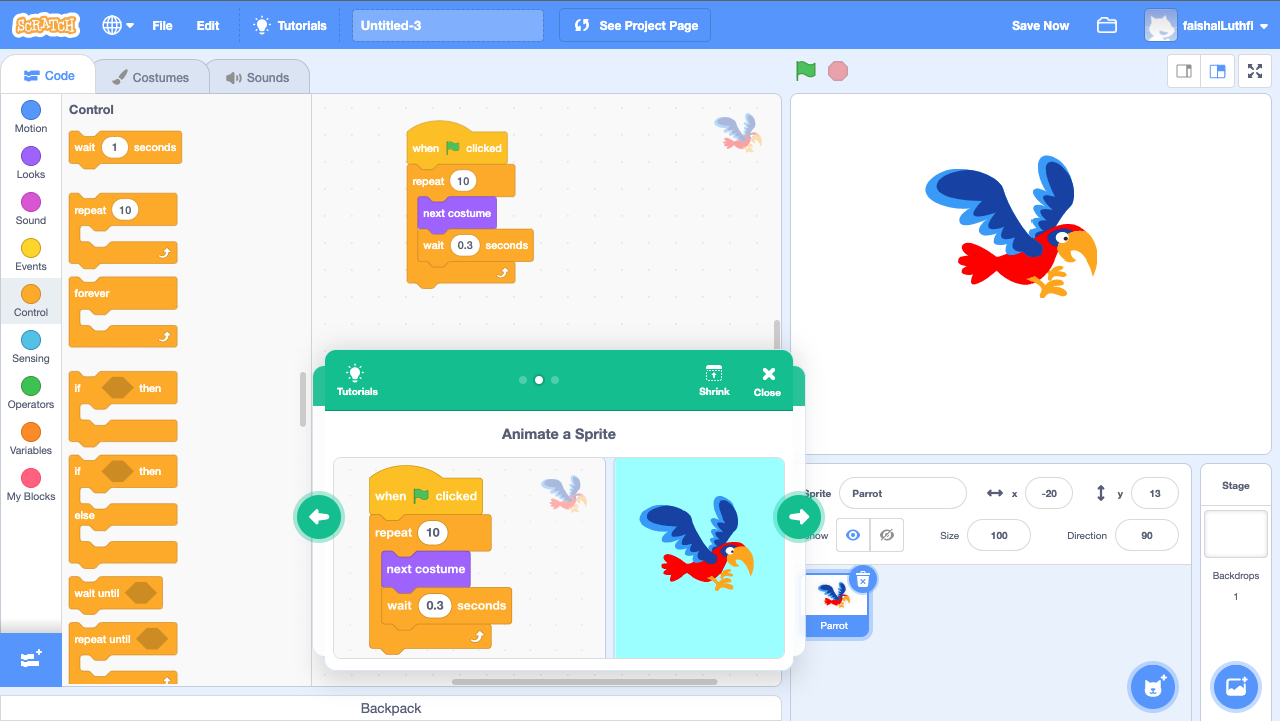 SCRATCH File Edit Tutorials Untitled-3 See Project Page Save Now faishalLuthfi
Code Costumes Sounds
Motion
Looks
Sound
Events
Control
Sensing
Operators
Variables
My Blocks
Control
wait 1 seconds
repeat 10
forever
if then
if then
else
wait until
repeat until
when clicked
repeat 10
next costume
wait 0.3 seconds
Tutorials Shrink Close
Animate a Sprite
when clicked
repeat 10
next costume
wait 0.3 seconds
Sprite Parrot x -20 y 13
Show Size 100 Direction 90
Parrot
Stage
Backdrops
1
Backpack